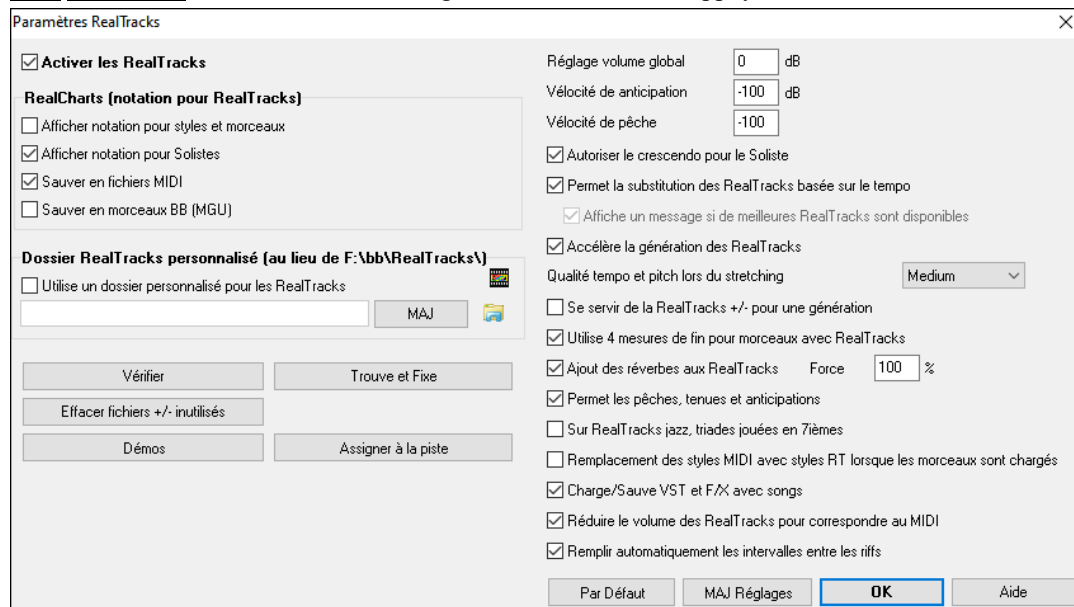 Paramètres RealTracks
Activer les RealTracks
RealCharts (notation pour RealTracks)
Afficher notation pour styles et morceaux
Afficher notation pour Solistes
Sauver en fichiers MIDI
Sauver en morceaux BB (MGU)
Dossier RealTracks personnalisé (au lieu de F:\bb\RealTracks\)
Utilise un dossier personnalisé pour les RealTracks
MAJ
Vérifier
Trouve et Fixe
Effacer fichiers +/- inutilisés
Démos
Assigner à la piste
Réglage volume global 0 dB
Vélocité de anticipation -100 dB
Vélocité de pêche -100
Autoriser le crescendo pour le Soliste
Permet la substitution des RealTracks basée sur le tempo
Affiche un message si de meilleures RealTracks sont disponibles
Accélère la génération des RealTracks
Qualité tempo et pitch lors du stretching Medium
Se servir de la RealTracks +/- pour une génération
Utilise 4 mesures de fin pour morceaux avec RealTracks
Ajout des réverbes aux RealTracks Force 100 %
Permet les pêches, tenues et anticipations
Sur RealTracks jazz, triades jouées en 7ièmes
Remplacement des styles MIDI avec styles RT lorsque les morceaux sont chargés
Charge/Sauve VST et F/X avec songs
Réduire le volume des RealTracks pour correspondre au MIDI
Remplir automatiquement les intervalles entre les riffs
Par Défaut
MAJ Réglages
OK
Aide